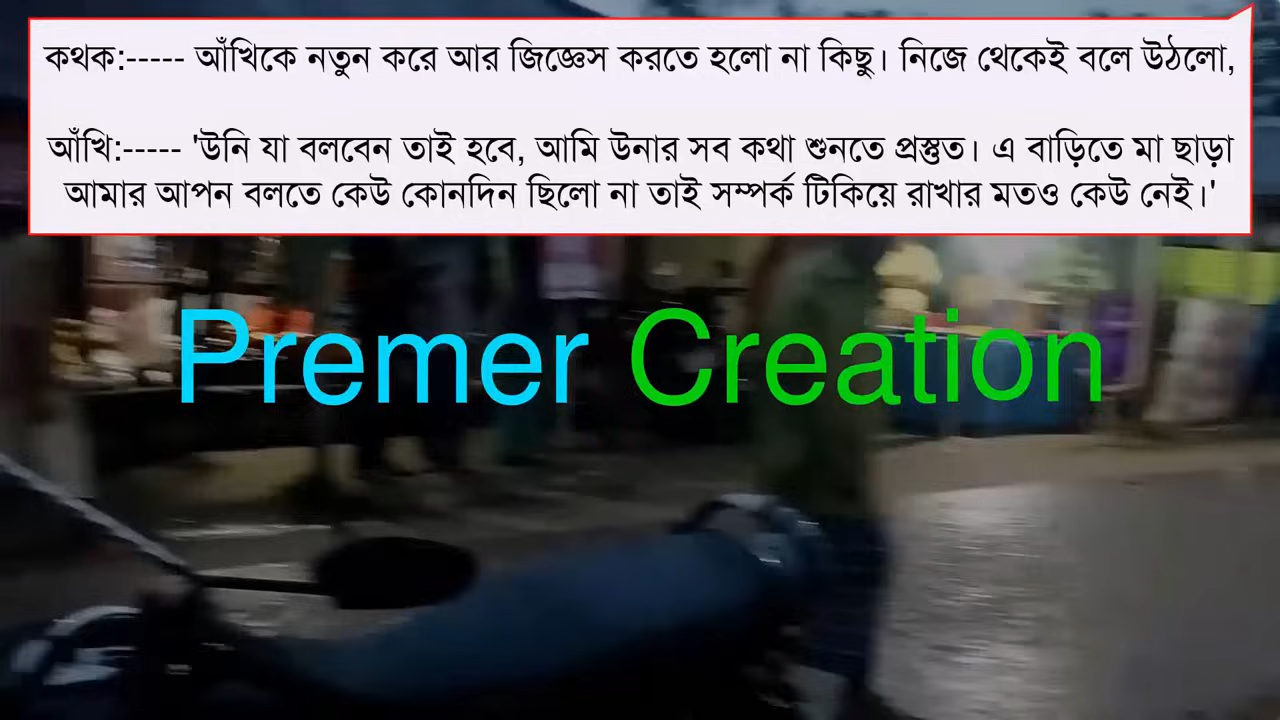 কথক:----- আঁখিকে নতুন করে আর জিজ্ঞেস করতে হলো না কিছু। নিজে থেকেই বলে উঠলো,
আঁখি:----- 'উনি যা বলবেন তাই হবে, আমি উনার সব কথা শুনতে প্রস্তুত। এ বাড়িতে মা ছাড়া
আমার আপন বলতে কেউ কোনদিন ছিলো না তাই সম্পর্ক টিকিয়ে রাখার মতও কেউ নেই।'
Premer Creation